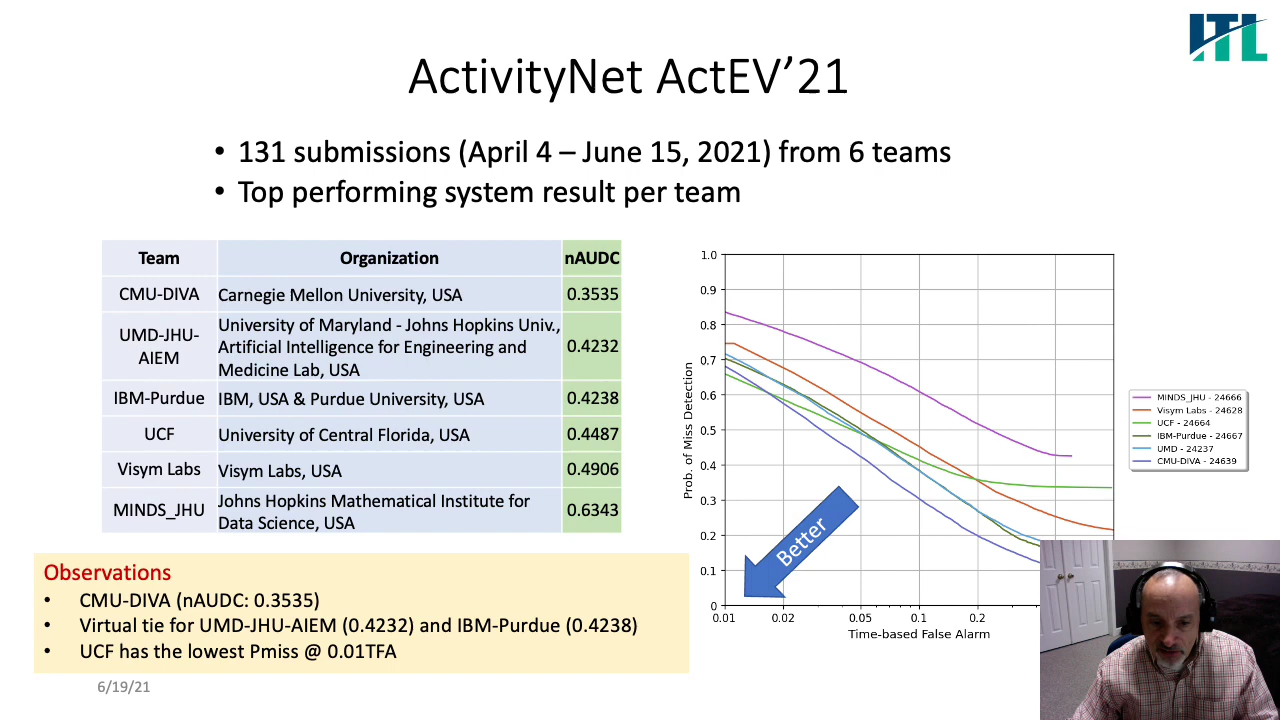 ITL
ActivityNet ActEV’21
• 131 submissions (April 4 – June 15, 2021) from 6 teams
• Top performing system result per team
Team Organization nAUDC
CMU-DIVA Carnegie Mellon University, USA 0.3535
UMD-JHU-AIEM University of Maryland - Johns Hopkins Univ., Artificial Intelligence for Engineering and Medicine Lab, USA 0.4232
IBM-Purdue IBM, USA & Purdue University, USA 0.4238
UCF University of Central Florida, USA 0.4487
Visym Labs Visym Labs, USA 0.4906
MINDS_JHU Johns Hopkins Mathematical Institute for Data Science, USA 0.6343
Observations
• CMU-DIVA (nAUDC: 0.3535)
• Virtual tie for UMD-JHU-AIEM (0.4232) and IBM-Purdue (0.4238)
• UCF has the lowest Pmiss @ 0.01TFA
6/19/21
Prob. of Miss Detection
1.0
0.9
0.8
0.7
0.6
0.5
0.4
0.3
0.2
0.1
0
0.01 0.02 0.05 0.1 0.2
Time-based False Alarm
Better
MINDS_JHU - 24666
Visym Labs - 24628
UCF - 24664
IBM-Purdue - 24667
UMD - 24237
CMU-DIVA - 24639